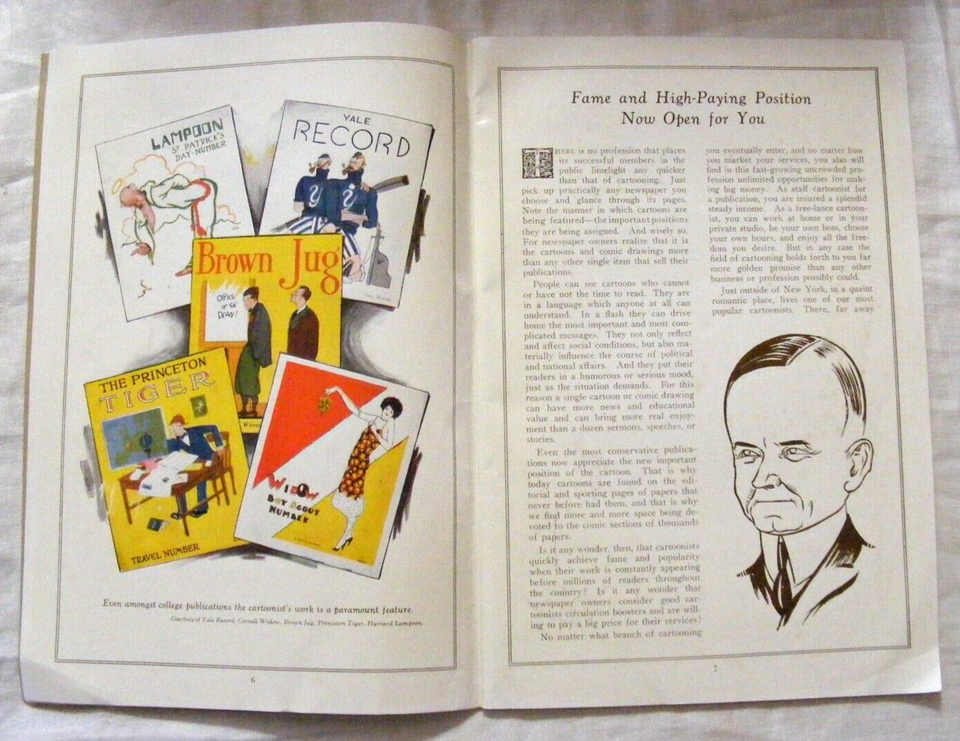 LAMPOON
ST PATRICK'S
DAY-NUMBER
YALE
RECORD
Y
Y
Brown Jug
OFFICE
OF THE
DEAN!
THE PRINCETON
TIGER
TRAVEL NUMBER
WIDOW
BOY SCOUT
NUMBER
Even amongst college publications the cartoonist's work is a paramount feature
Courtesy of Yale Record, Cornell Widow, Brown Jug, Princeton Tiger, Harvard Lampoon.
6
Fame and High-Paying Position
Now Open for You
THERE is no profession that places
its successful members in the
public limelight any quicker
than that of cartooning. Just
pick up practically any newspaper you
choose and glance through its pages.
Note the manner in which cartoons are
being featured—the important positions
they are being assigned. And wisely so.
For newspaper owners realize that it is
the cartoons and comic drawings more
than any other single item that sell their
publications.
People can see cartoons who cannot
or have not the time to read. They are
in a language which anyone at all can
understand. In a flash they can drive
home the most important and most com-
plicated messages. They not only reflect
and affect social conditions, but also ma-
terially influence the course of political
and national affairs. And they put their
readers in a humorous or serious mood,
just as the situation demands. For this
reason a single cartoon or comic drawing
can have more news and educational
value and can bring more real enjoy-
ment than a dozen sermons, speeches, or
stories.
Even the most conservative publica-
tions now appreciate the new important
position of the cartoon. That is why
today cartoons are found on the edi-
torial and sporting pages of papers that
never before had them, and that is why
we find more and more space being de-
voted to the comic sections of thousands
of papers.
Is it any wonder, then, that cartoonists
quickly achieve fame and popularity
when their work is constantly appearing
before millions of readers throughout
the country? Is it any wonder that
newspaper owners consider good car-
toonists circulation boosters and are will-
ing to pay a big price for their services?
No matter what branch of cartooning
you eventually enter, and no matter how
you market your services, you also will
find in this fast-growing uncrowded pro-
fession unlimited opportunities for mak-
ing big money. As staff cartoonist for
a publication, you are insured a splendid
steady income. As a free-lance cartoon-
ist, you can work at home or in your
private studio, be your own boss, choose
your own hours, and enjoy all the free-
dom you desire. But in any case the
field of cartooning holds forth to you far
more golden promise than any other
business or profession possibly could.
Just outside of New York, in a quaint
romantic place, lives one of our most
popular cartoonists. There, far away
7